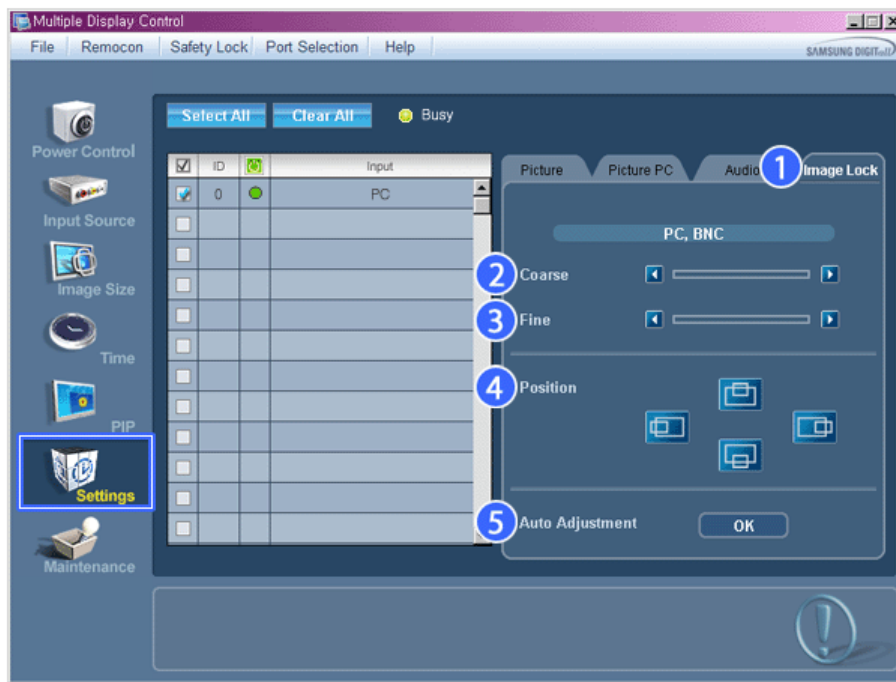 Multiple Display Control
File Remocon Safety Lock Port Selection Help
SAMSUNG DIGITall
Select All Clear All Busy
Power Control
Input Source
Image Size
Time
PIP
Settings
Maintenance
ID Input
0 PC
Picture Picture PC Audio 1 Image Lock
PC, BNC
2 Coarse
3 Fine
4 Position
5 Auto Adjustment OK